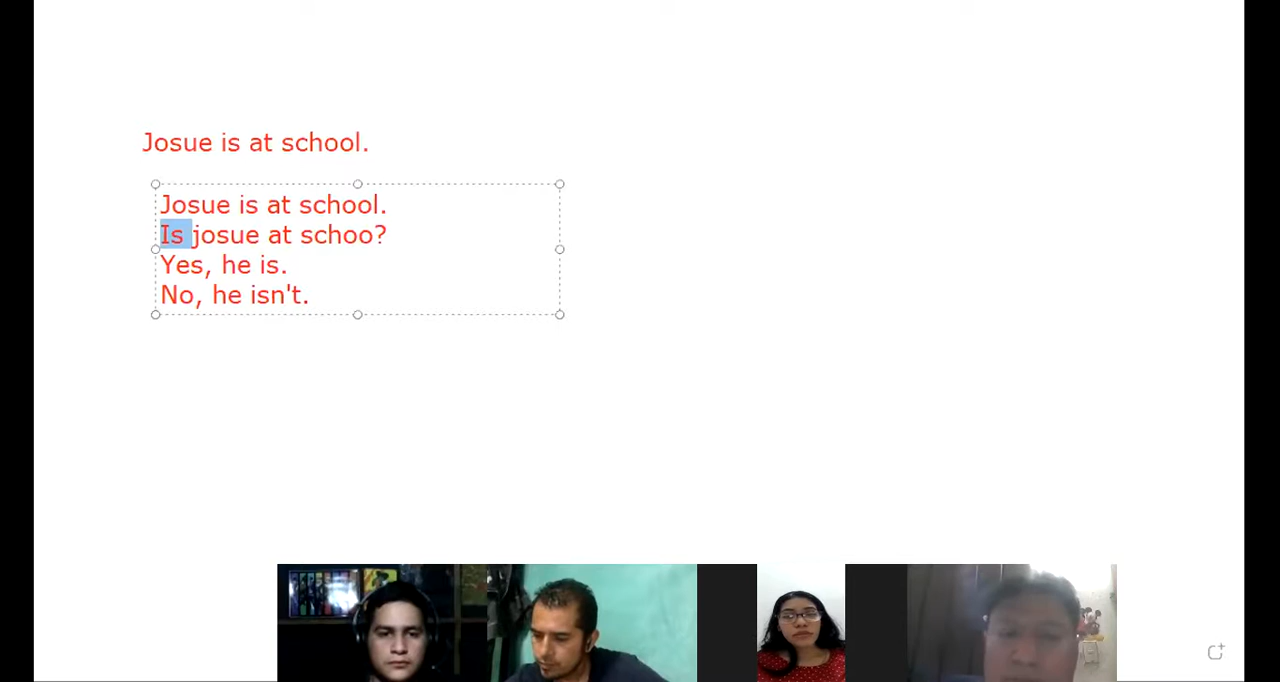 Josue is at school.
Josue is at school.
Is josue at schoo?
Yes, he is.
No, he isn't.